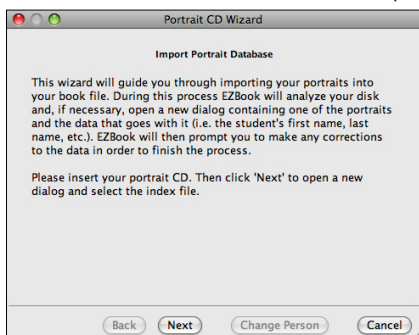 Portrait CD Wizard
Import Portrait Database
This wizard will guide you through importing your portraits into
your book file. During this process EZBook will analyze your disk
and, if necessary, open a new dialog containing one of the portraits
and the data that goes with it (i.e. the student's first name, last
name, etc.). EZBook will then prompt you to make any corrections
to the data in order to finish the process.
Please insert your portrait CD. Then click 'Next' to open a new
dialog and select the index file.
Back Next Change Person Cancel